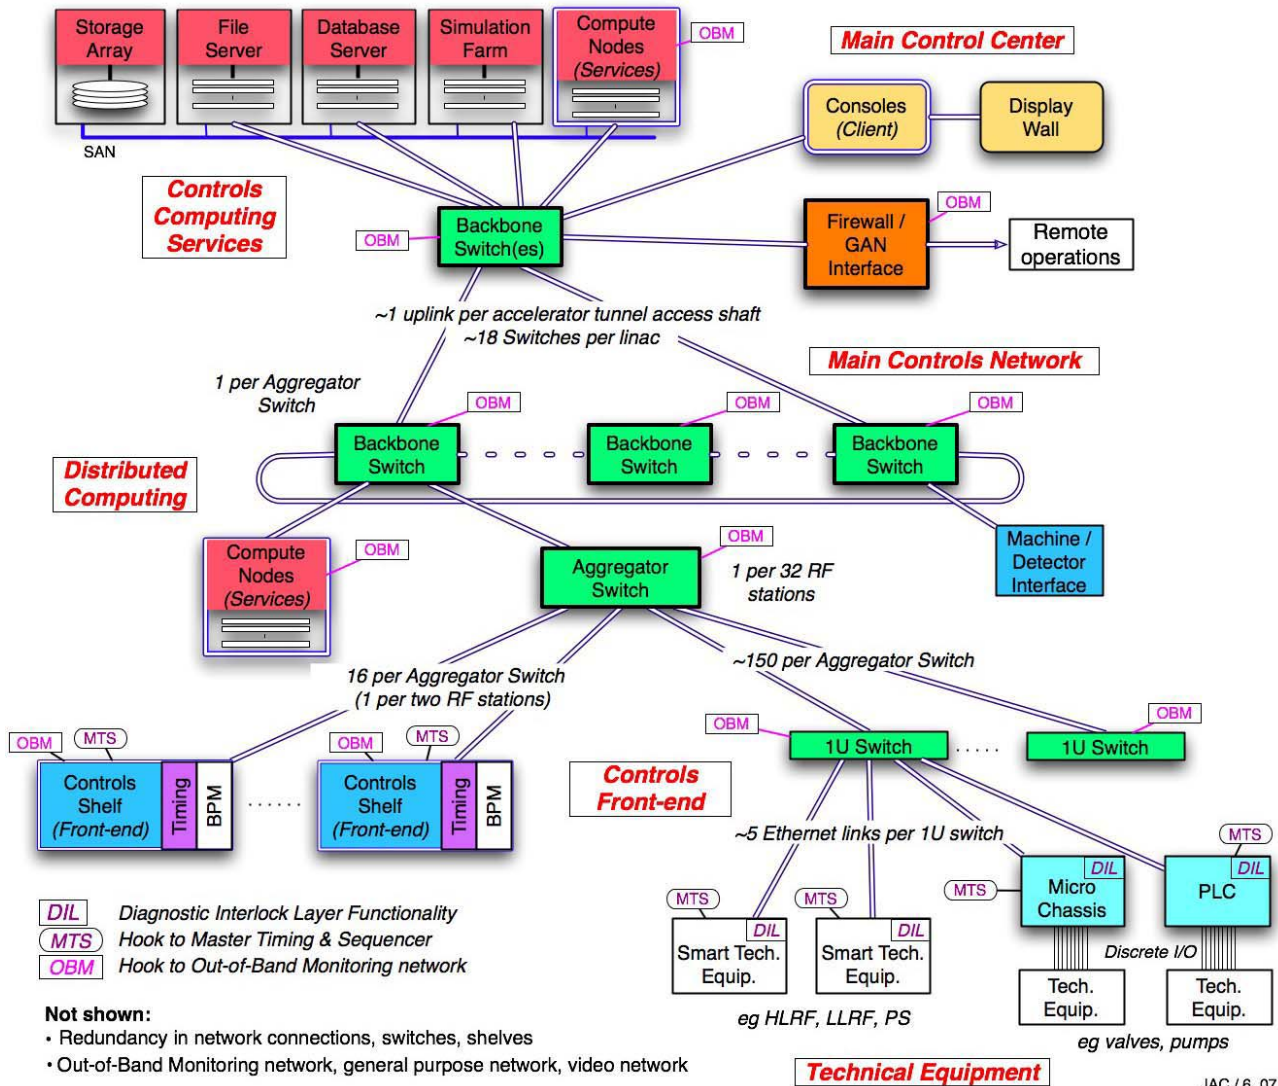 Storage
Array
File
Server
Database
Server
Simulation
Farm
Compute
Nodes
(Services)
OBM
Main Control Center
Consoles
(Client)
Display
Wall
SAN
Controls
Computing
Services
OBM
Backbone
Switch(es)
Firewall /
GAN
Interface
OBM
Remote
operations
~1 uplink per accelerator tunnel access shaft
~18 Switches per linac
Main Controls Network
1 per Aggregator
Switch
OBM
OBM
OBM
Backbone
Switch
Backbone
Switch
Backbone
Switch
Distributed
Computing
Compute
Nodes
(Services)
OBM
Aggregator
Switch
OBM
1 per 32 RF
stations
Machine /
Detector
Interface
16 per Aggregator Switch
(1 per two RF stations)
~150 per Aggregator Switch
OBM
MTS
Controls
Shelf
(Front-end)
Timing
BPM
OBM
MTS
Controls
Shelf
(Front-end)
Timing
BPM
OBM
1U Switch
OBM
1U Switch
Controls
Front-end
~5 Ethernet links per 1U switch
MTS
DIL
Smart Tech.
Equip.
MTS
DIL
Smart Tech.
Equip.
MTS
DIL
Micro
Chassis
MTS
DIL
PLC
Discrete I/O
Tech.
Equip.
Tech.
Equip.
eg HLRF, LLRF, PS
eg valves, pumps
DIL Diagnostic Interlock Layer Functionality
MTS Hook to Master Timing & Sequencer
OBM Hook to Out-of-Band Monitoring network
Not shown:
• Redundancy in network connections, switches, shelves
• Out-of-Band Monitoring network, general purpose network, video network
Technical Equipment